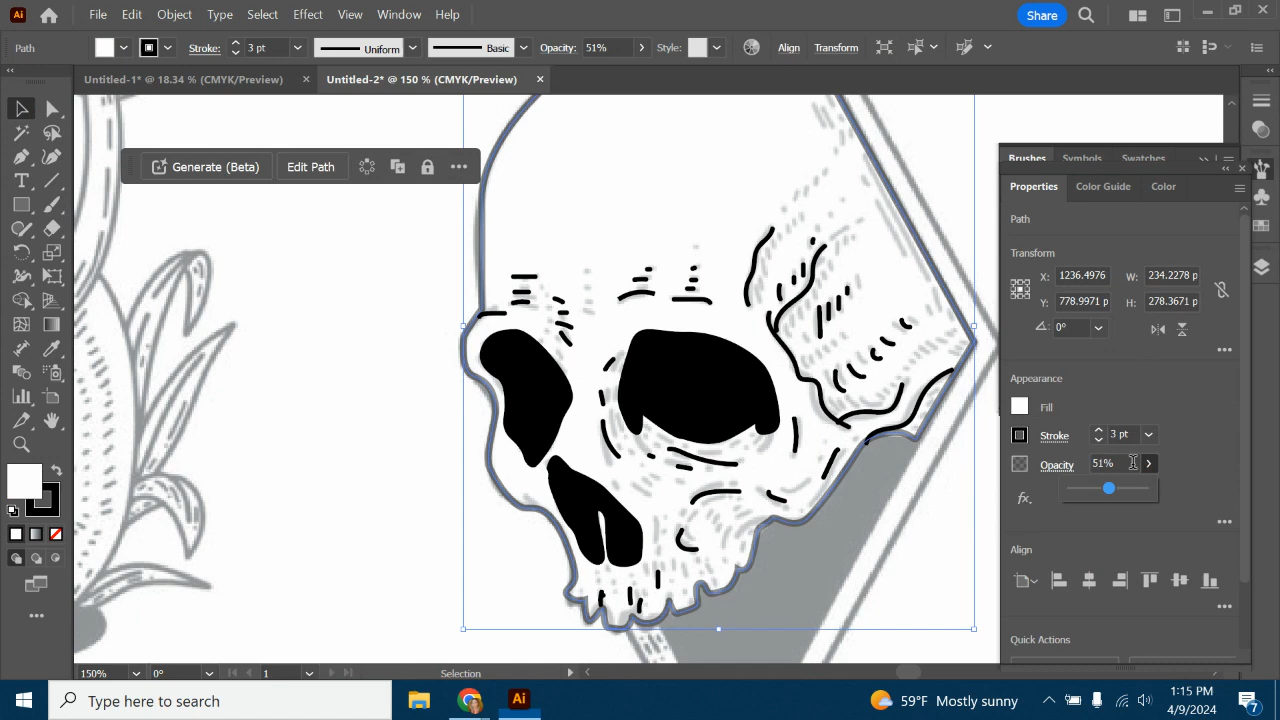 Ai File Edit Object Type Select Effect View Window Help Share
Path Stroke: 3 pt Uniform Basic Opacity: 51% Style: Align Transform
Untitled-1* @ 18.34 % (CMYK/Preview) × Untitled-2* @ 150 % (CMYK/Preview) ×
Generate (Beta) Edit Path
Brushes Symbols Swatches
Properties Color Guide Color
Path
Transform
X: 1236.4976 W: 234.2278 p
Y: 778.9971 p H: 278.3671 p
0°
Appearance
Fill
Stroke 3 pt
Opacity 51%
fx.
Align
Quick Actions
150% 0° 1 Selection
Type here to search Ai 59°F Mostly sunny 1:15 PM
4/9/2024
7